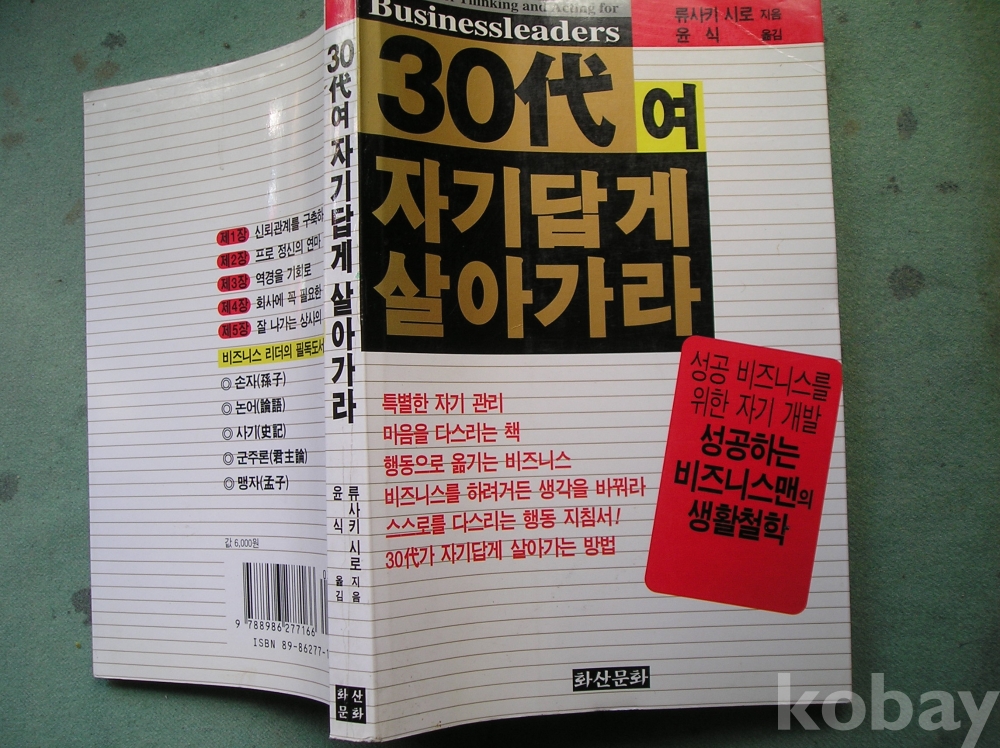 Thinking and Acting for
Businessleaders
류사키 시로 지음
윤 식 옮김
30代여
자기답게
살아가라
성공 비즈니스를
위한 자기 개발
성공하는
비즈니스맨의
생활철학
특별한 자기 관리
마음을 다스리는 책
행동으로 옮기는 비즈니스
비즈니스를 하려거든 생각을 바꿔라
스스로를 다스리는 행동 지침서!
30代가 자기답게 살아가는 방법
화산문화
30代여 자기답게 살아가라
류사키 시로 지음
윤 식 옮김
화산
문화
제1장 신뢰관계를 구축하
제2장 프로 정신의 연마
제3장 역경을 기회로
제4장 회사에 꼭 필요한
제5장 잘 나가는 상사의
비즈니스 리더의 필독도서
◎ 손자(孫子)
◎ 논어(論語)
◎ 사기(史記)
◎ 군주론(君主論)
◎ 맹자(孟子)
값 6,000원
9 788986 277166
ISBN 89-86277-1
kobay